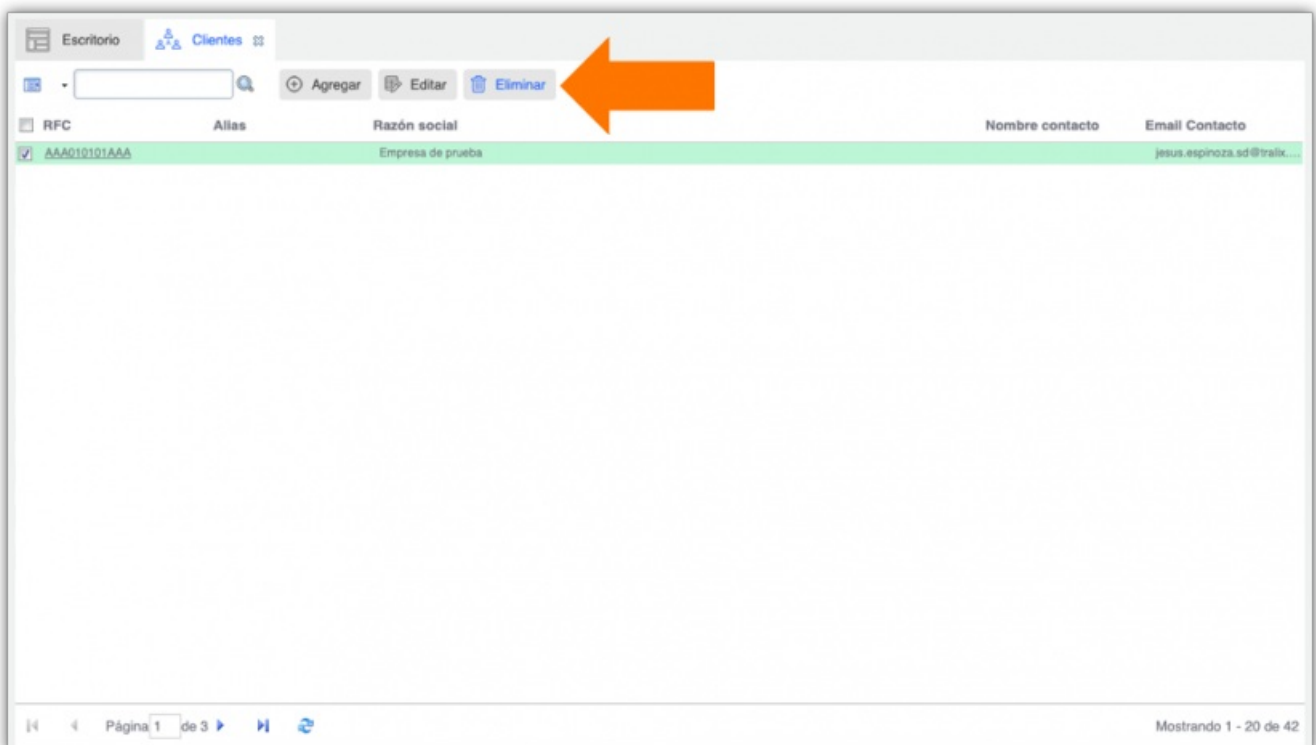 Escritorio Clientes
Agregar Editar Eliminar
RFC Alias Razón social Nombre contacto Email Contacto
AAA010101AAA Empresa de prueba jesus.espinoza.sd@tralix....
Página 1 de 3 Mostrando 1 - 20 de 42